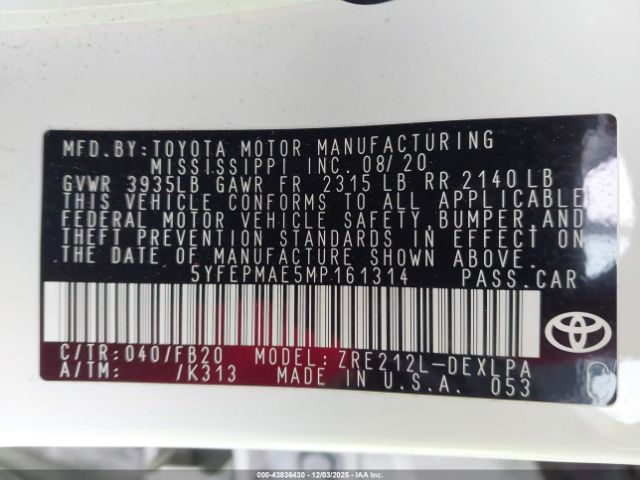 MFD.BY:TOYOTA MOTOR MANUFACTURING
MISSISSIPPI INC. 08/20
GVWR 3935LB GAWR FR 2315 LB RR 2140 LB
THIS VEHICLE CONFORMS TO ALL APPLICABLE
FEDERAL MOTOR VEHICLE SAFETY,BUMPER,AND
THEFT PREVENTION STANDARDS IN EFFECT ON
THE DATE OF MANUFACTURE SHOWN ABOVE.
5YFEPMAE5MP161314 PASS.CAR
C/TR:040/FB20 MODEL:ZRE212L-DEXLPA
A/TM: /K313 MADE IN U.S.A. 053
TOYOTA
000-43836430 - 12/03/2025 - IAA, Inc.